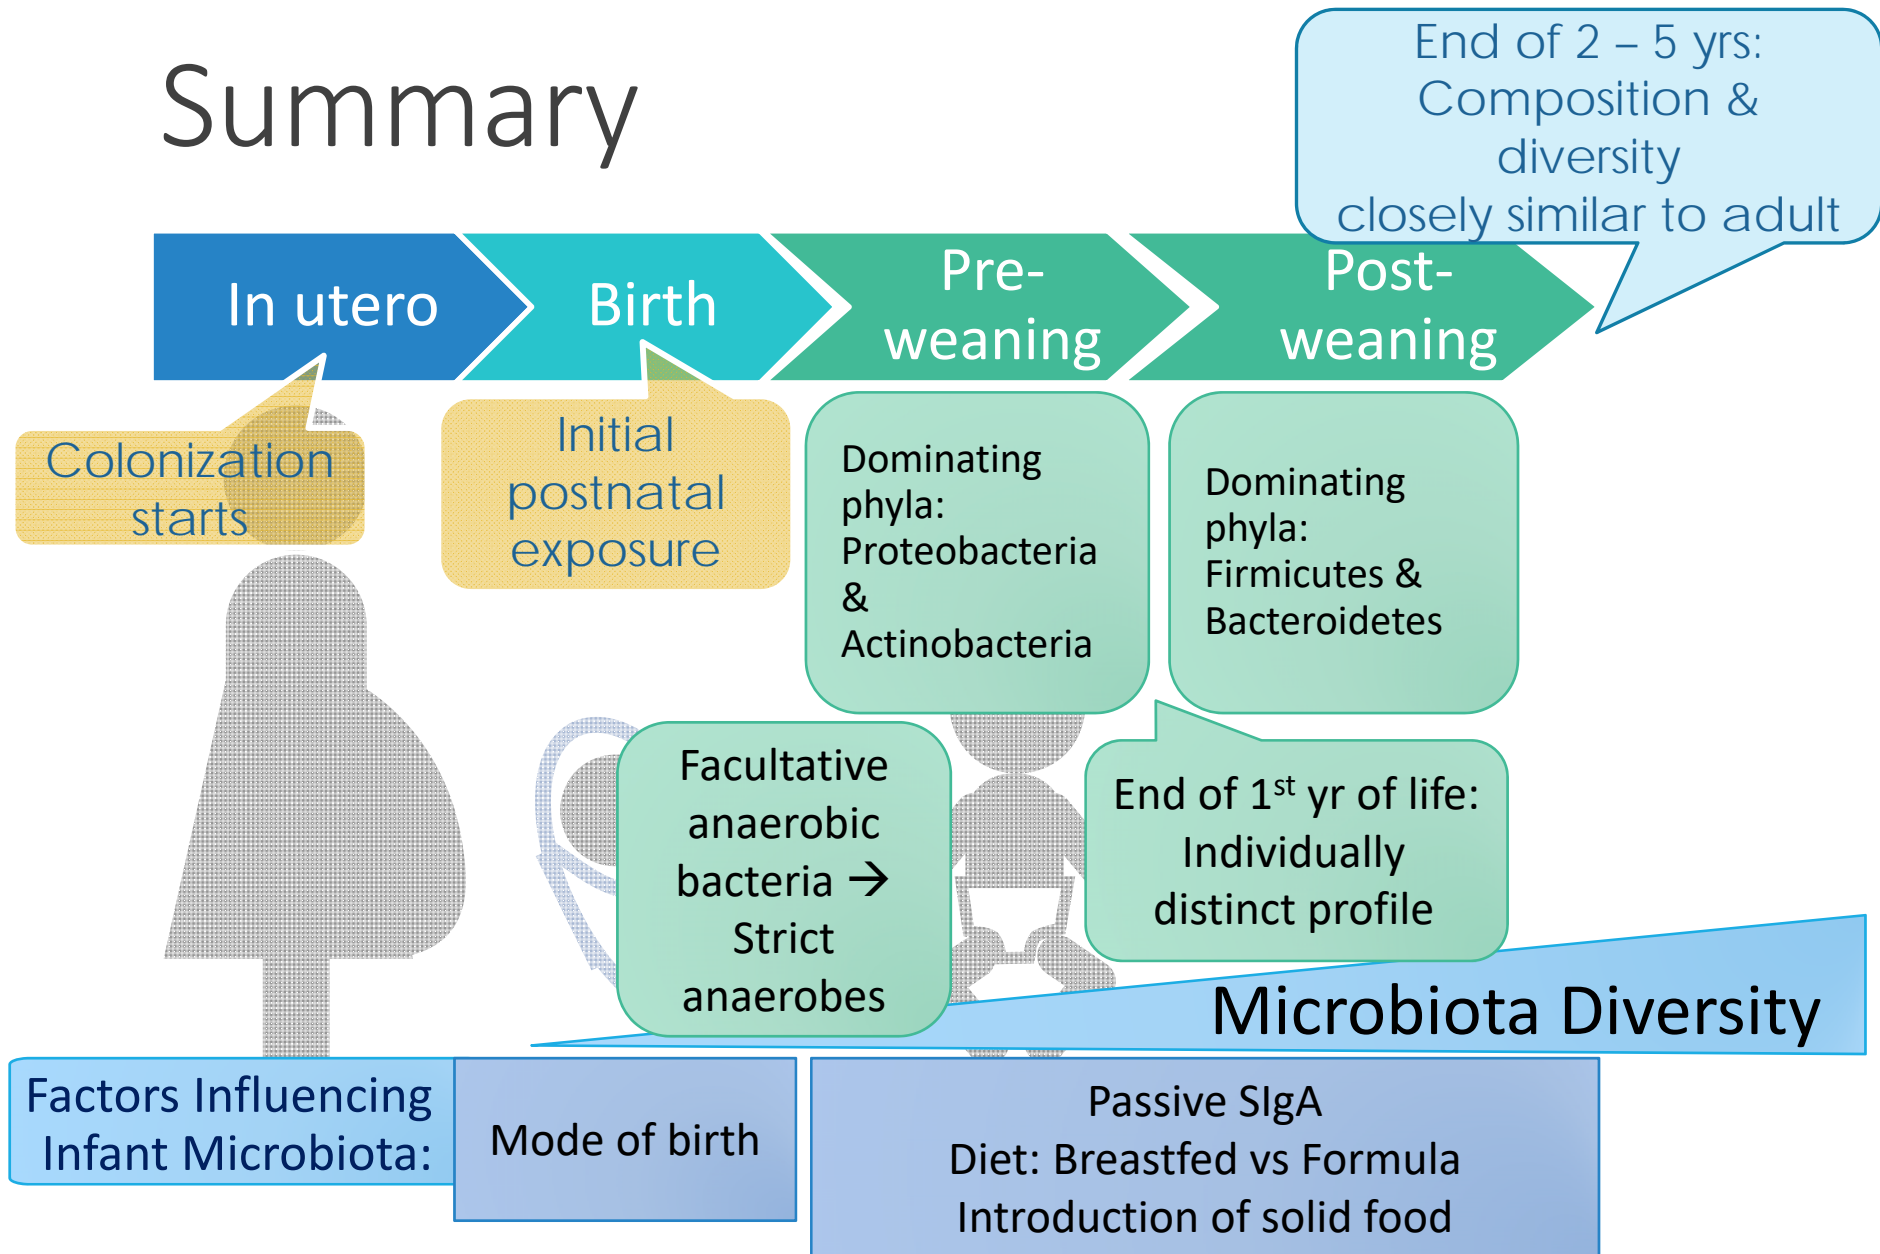 Summary
End of 2 – 5 yrs:
Composition &
diversity
closely similar to adult
In utero
Birth
Pre-
weaning
Post-
weaning
Colonization
starts
Initial
postnatal
exposure
Dominating
phyla:
Proteobacteria
&
Actinobacteria
Dominating
phyla:
Firmicutes &
Bacteroidetes
Facultative
anaerobic
bacteria →
Strict
anaerobes
End of 1st yr of life:
Individually
distinct profile
Microbiota Diversity
Factors Influencing
Infant Microbiota:
Mode of birth
Passive SIgA
Diet: Breastfed vs Formula
Introduction of solid food